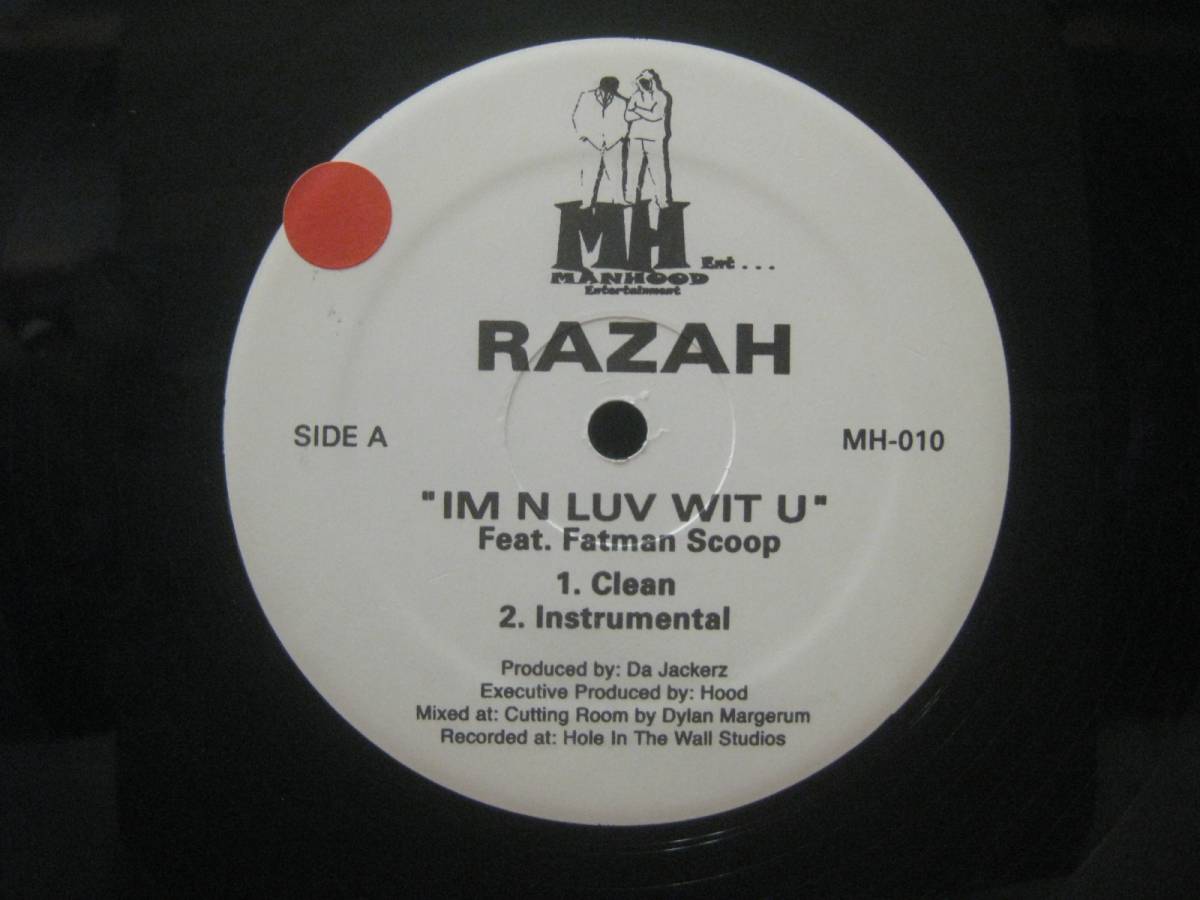 MH Ent...
MANHOOD
Entertainment
RAZAH
SIDE A
MH-010
"IM N LUV WIT U"
Feat. Fatman Scoop
1. Clean
2. Instrumental
Produced by: Da Jackerz
Executive Produced by: Hood
Mixed at: Cutting Room by Dylan Margerum
Recorded at: Hole In The Wall Studios